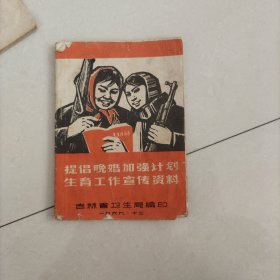 提倡晚婚加强计划
生育工作宣传资料
吉林省卫生局编印